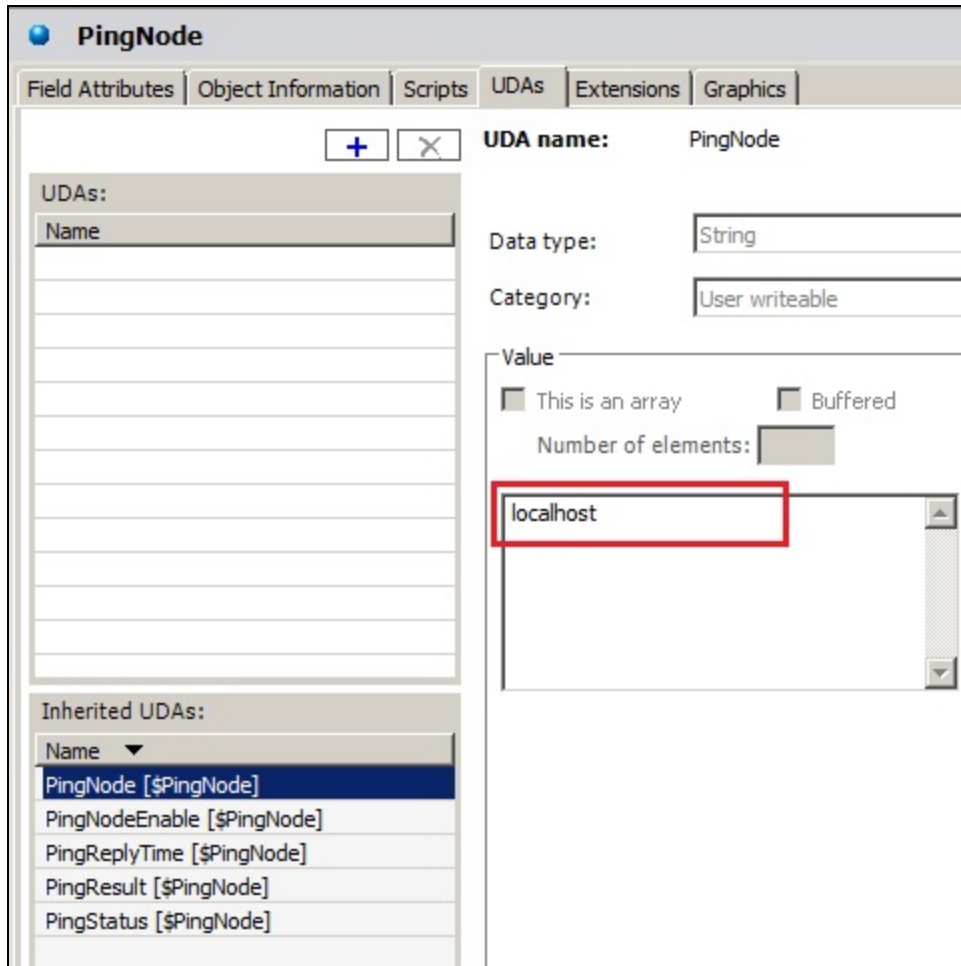 PingNode
Field Attributes Object Information Scripts UDAs Extensions Graphics
UDA name: PingNode
UDAs:
Name
Data type: String
Category: User writeable
Value
This is an array Buffered
Number of elements:
localhost
Inherited UDAs:
Name
PingNode [$PingNode]
PingNodeEnable [$PingNode]
PingReplyTime [$PingNode]
PingResult [$PingNode]
PingStatus [$PingNode]